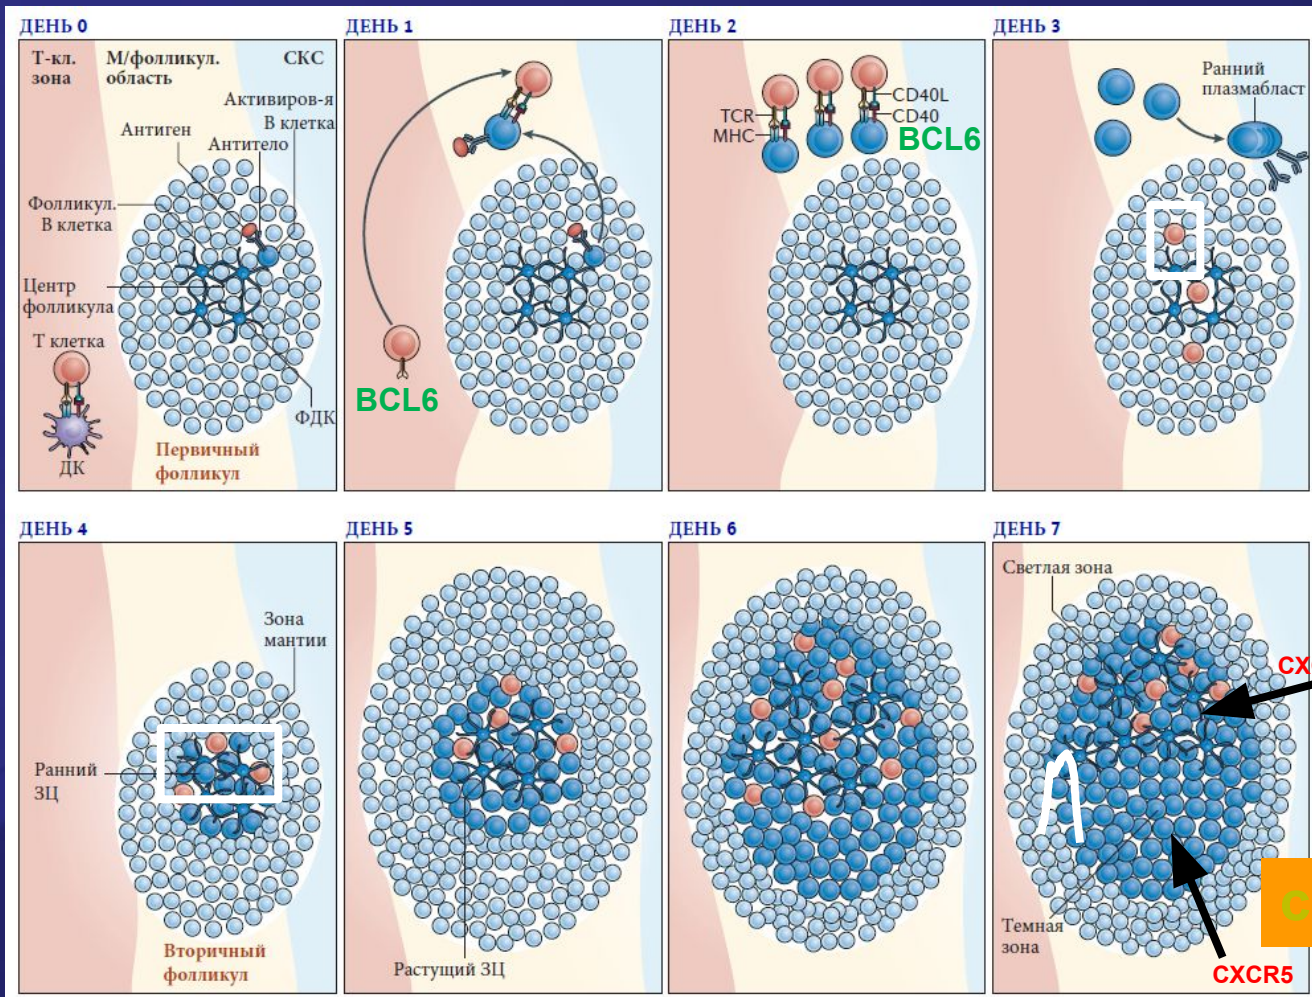 ДЕНЬ 0
Т-кл.
зона
М/фолликул.
область
СКС
Активиров-я
В клетка
Антиген
Антитело
Фолликул.
В клетка
Центр
фолликула
Т клетка
ДК
ФДК
Первичный
фолликул
ДЕНЬ 1
BCL6
ДЕНЬ 2
TCR
MHC
CD40L
CD40
BCL6
ДЕНЬ 3
Ранний
плазмабласт
ДЕНЬ 4
Зона
мантии
Ранний
ЗЦ
Вторичный
фолликул
ДЕНЬ 5
Растущий ЗЦ
ДЕНЬ 6
ДЕНЬ 7
Светлая зона
CX
Темная
зона
C
CXCR5